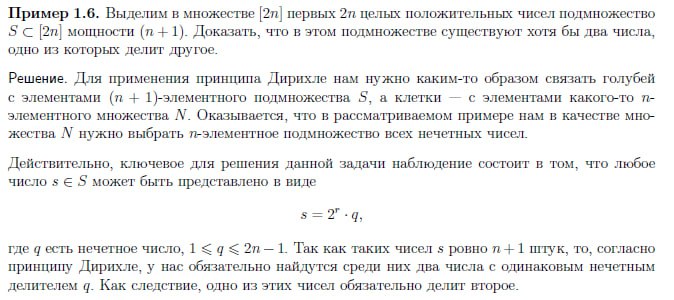 Пример 1.6. Выделим в множестве [2n] первых 2n целых положительных чисел подмножество
S ⊂ [2n] мощности (n + 1). Доказать, что в этом подмножестве существуют хотя бы два числа,
одно из которых делит другое.
Решение. Для применения принципа Дирихле нам нужно каким-то образом связать голубей
с элементами (n + 1)-элементного подмножества S, а клетки — с элементами какого-то n-
элементного множества N. Оказывается, что в рассматриваемом примере нам в качестве мно-
жества N нужно выбрать n-элементное подмножество всех нечетных чисел.
Действительно, ключевое для решения данной задачи наблюдение состоит в том, что любое
число s ∈ S может быть представлено в виде
s = 2^r · q,
где q есть нечетное число, 1 ⩽ q ⩽ 2n − 1. Так как таких чисел s ровно n + 1 штук, то, согласно
принципу Дирихле, у нас обязательно найдутся среди них два числа с одинаковым нечетным
делителем q. Как следствие, одно из этих чисел обязательно делит второе.